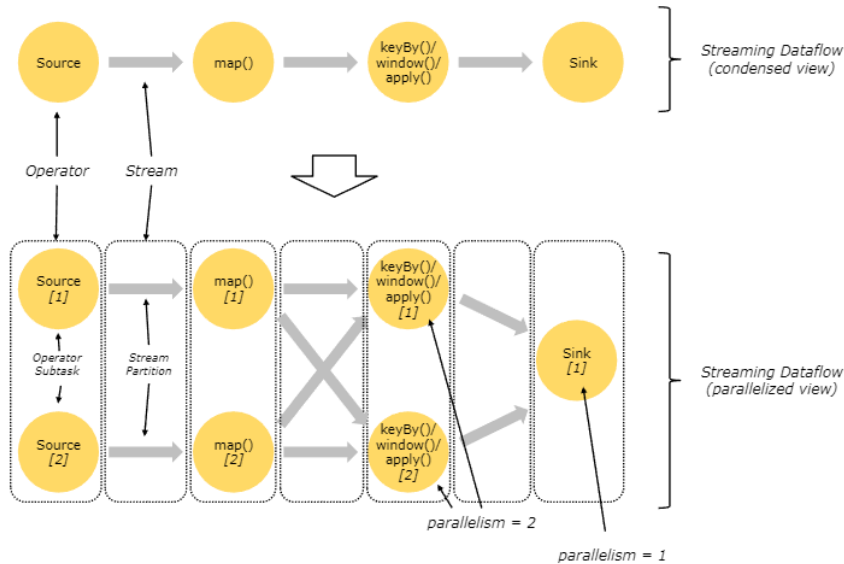 Source
map()
keyBy()/
window()/
apply()
Sink
Streaming Dataflow
(condensed view)
Operator
Stream
Source
[1]
map()
[1]
keyBy()/
window()/
apply()
[1]
Operator
Subtask
Stream
Partition
Sink
[1]
Streaming Dataflow
(parallelized view)
Source
[2]
map()
[2]
keyBy()/
window()/
apply()
[2]
parallelism = 2
parallelism = 1